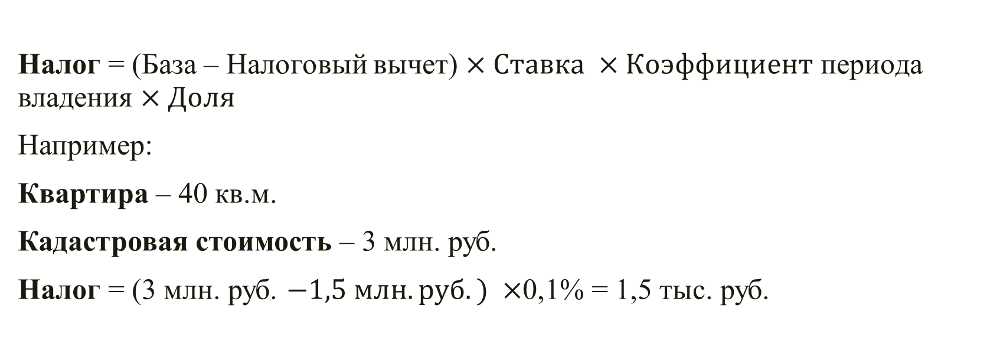 Налог = (База – Налоговый вычет) × Ставка × Коэффициент периода
владения × Доля
Например:
Квартира – 40 кв.м.
Кадастровая стоимость – 3 млн. руб.
Налог = (3 млн. руб. −1,5 млн. руб. ) ×0,1% = 1,5 тыс. руб.